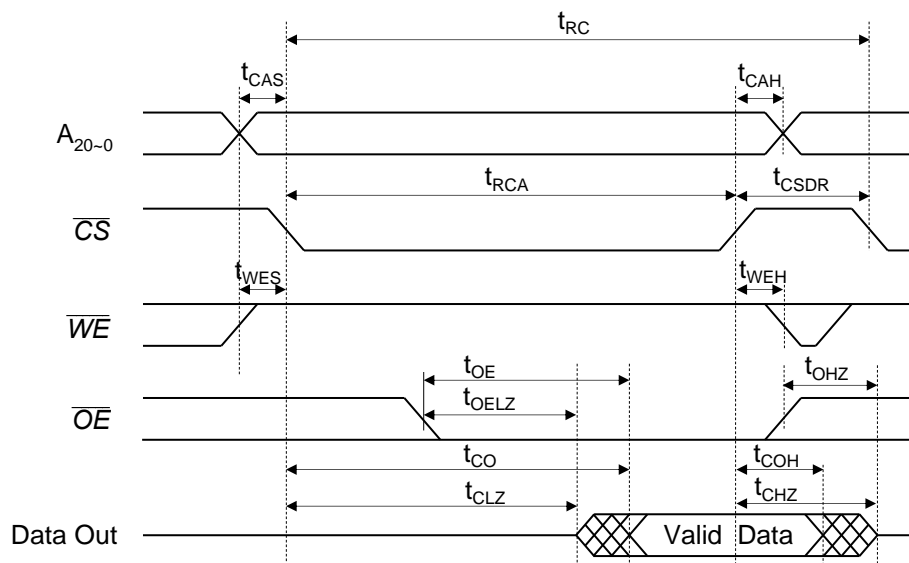 tRC
tCAS
tCAH
A20~0
tRCA
tCSDR
CS
tWES
tWEH
WE
tOE
tOHZ
tOELZ
OE
tCO
tCOH
tCLZ
tCHZ
Data Out
Valid Data